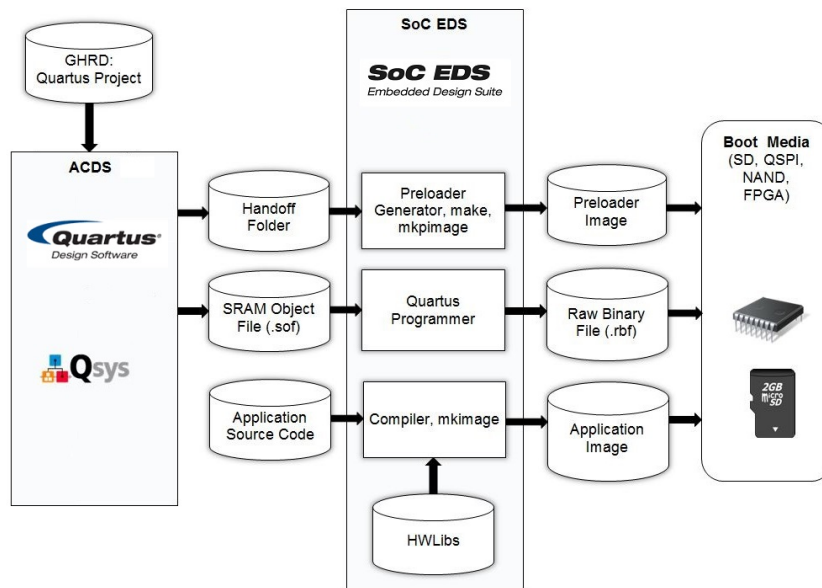 SoC EDS
GHRD:
Quartus Project
SoC EDS
Embedded Design Suite
ACDS
Quartus®
Design Software
Qsys
Handoff
Folder
Preloader
Generator, make,
mkpimage
Preloader
Image
Boot Media
(SD, QSPI,
NAND,
FPGA)
SRAM Object
File (.sof)
Quartus
Programmer
Raw Binary
File (.rbf)
Application
Source Code
Compiler, mkimage
Application
Image
2GB
micro
SD
HWLibs